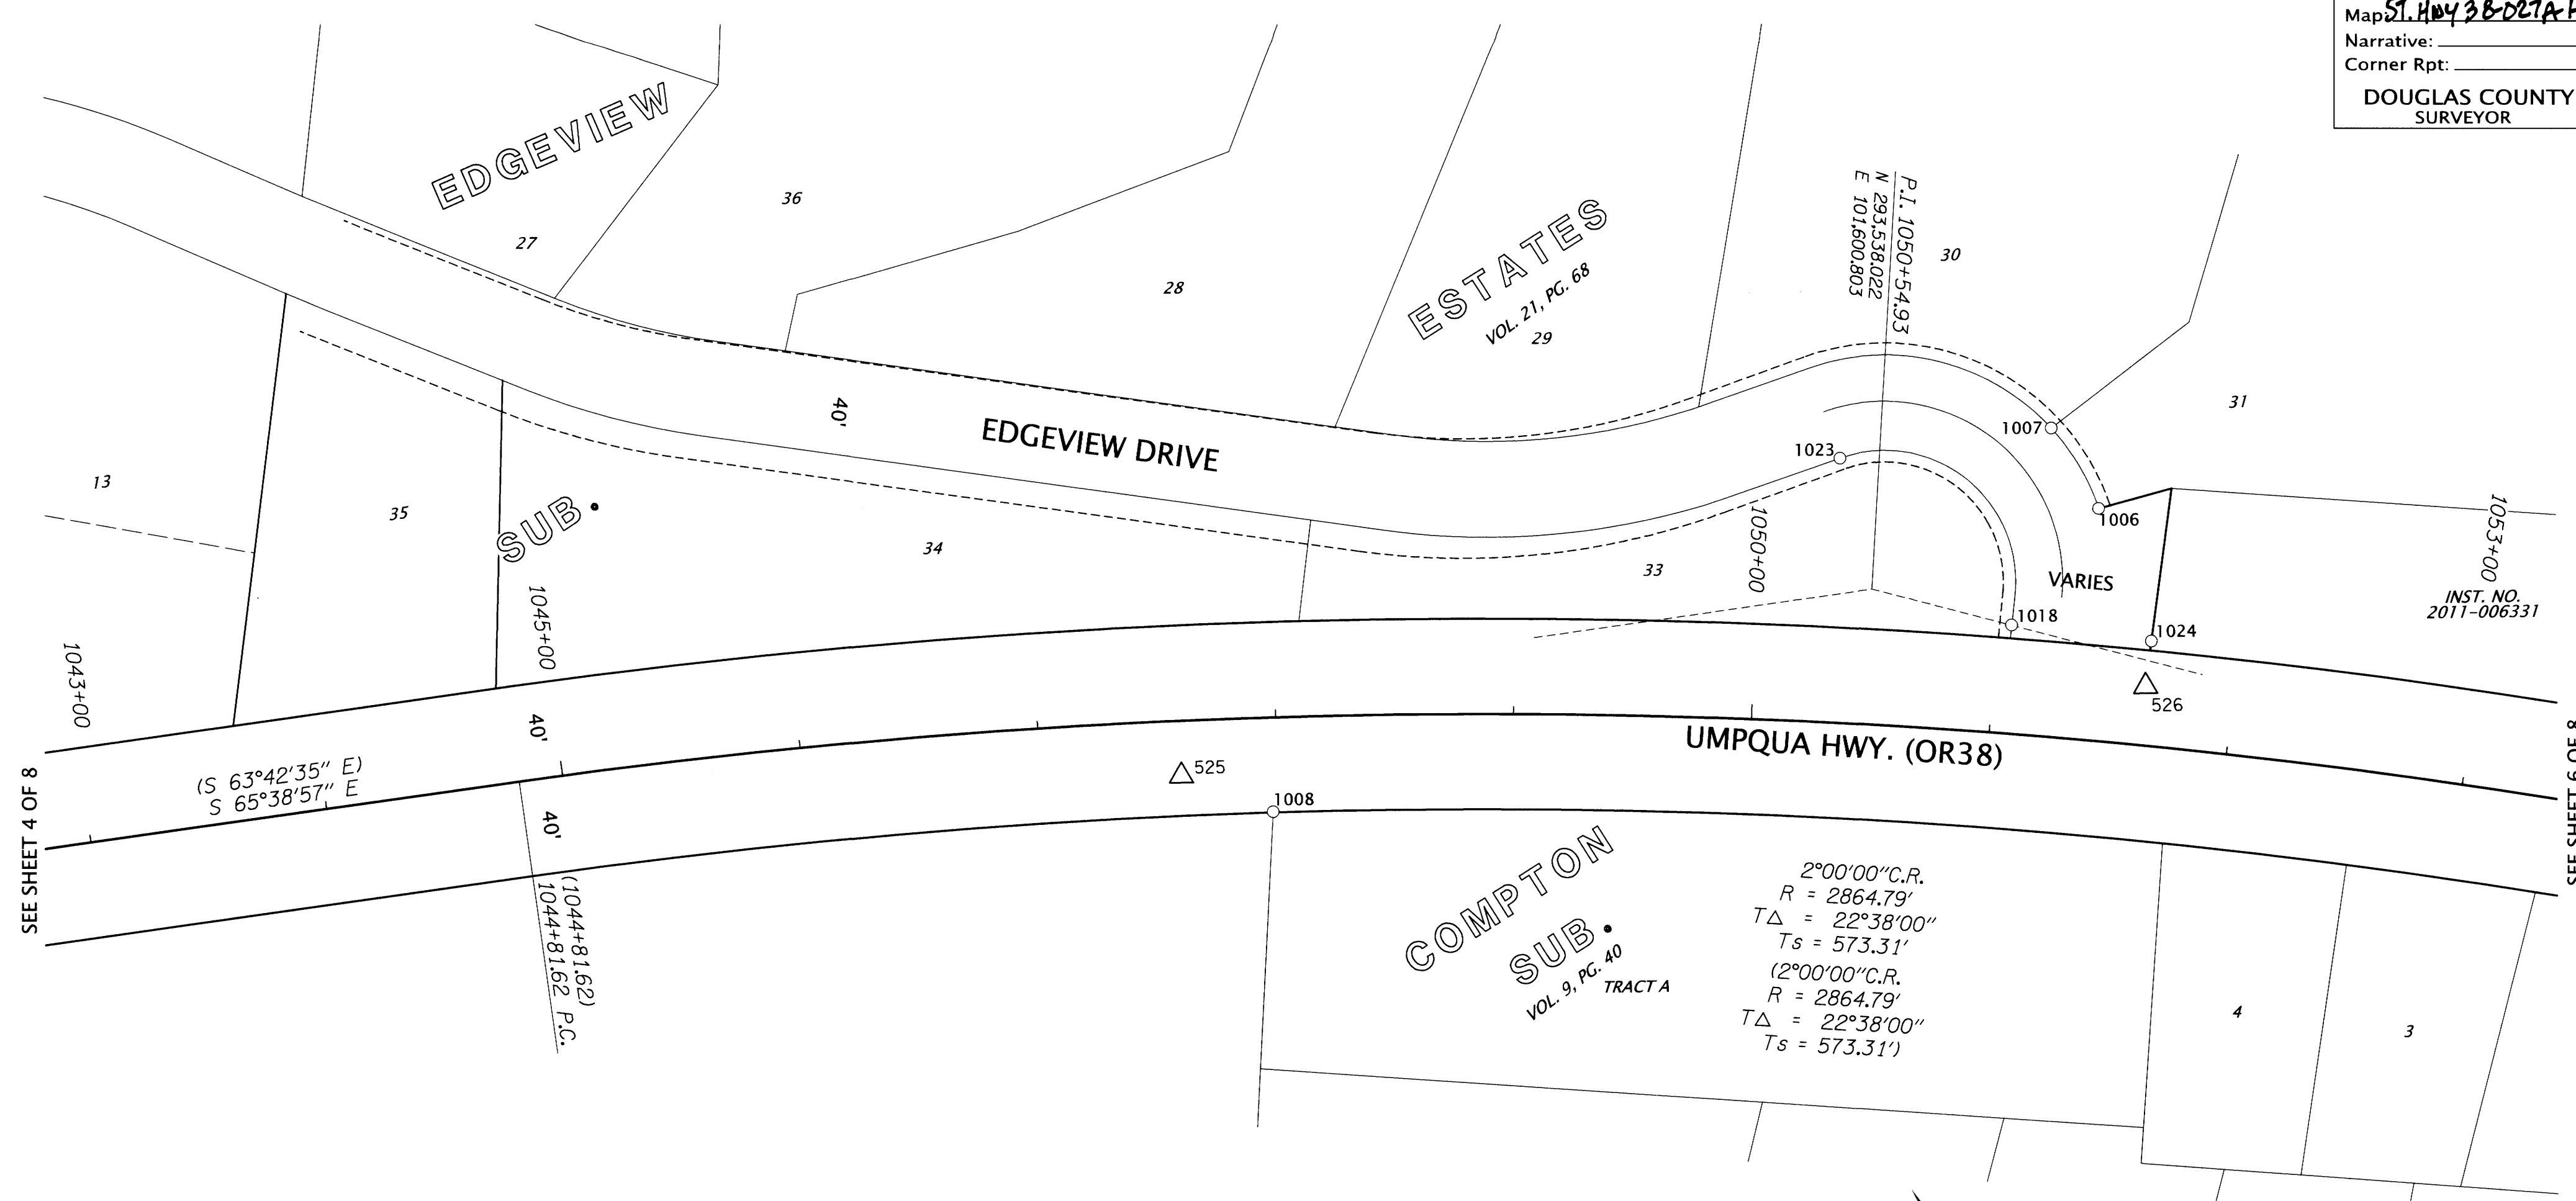 Map: ST. HWY 38-027A-
Narrative:
Corner Rpt:
DOUGLAS COUNTY
SURVEYOR
EDGEVIEW
ESTATES
SUB.
VOL. 21, PG. 68
27
36
28
29
30
31
13
35
34
33
P.I. 1050+54.93
N 293,538.022
E 101,600.803
40'
EDGEVIEW DRIVE
1023
1007
1006
1018
1024
VARIES
1053+00
INST. NO.
2011-006331
1043+00
1045+00
1050+00
SEE SHEET 4 OF 8
(S 63°42'35" E)
S 65°38'57" E
40'
40'
(1044+81.62)
1044+81.62 P.C.
△525
△
526
1008
UMPQUA HWY. (OR38)
SEE SHEET 6 OF 8
COMPTON
SUB.
VOL. 9, PG. 40
TRACT A
2°00'00"C.R.
R = 2864.79'
T△ = 22°38'00"
Ts = 573.31'
(2°00'00"C.R.
R = 2864.79'
T△ = 22°38'00"
Ts = 573.31')
4
3